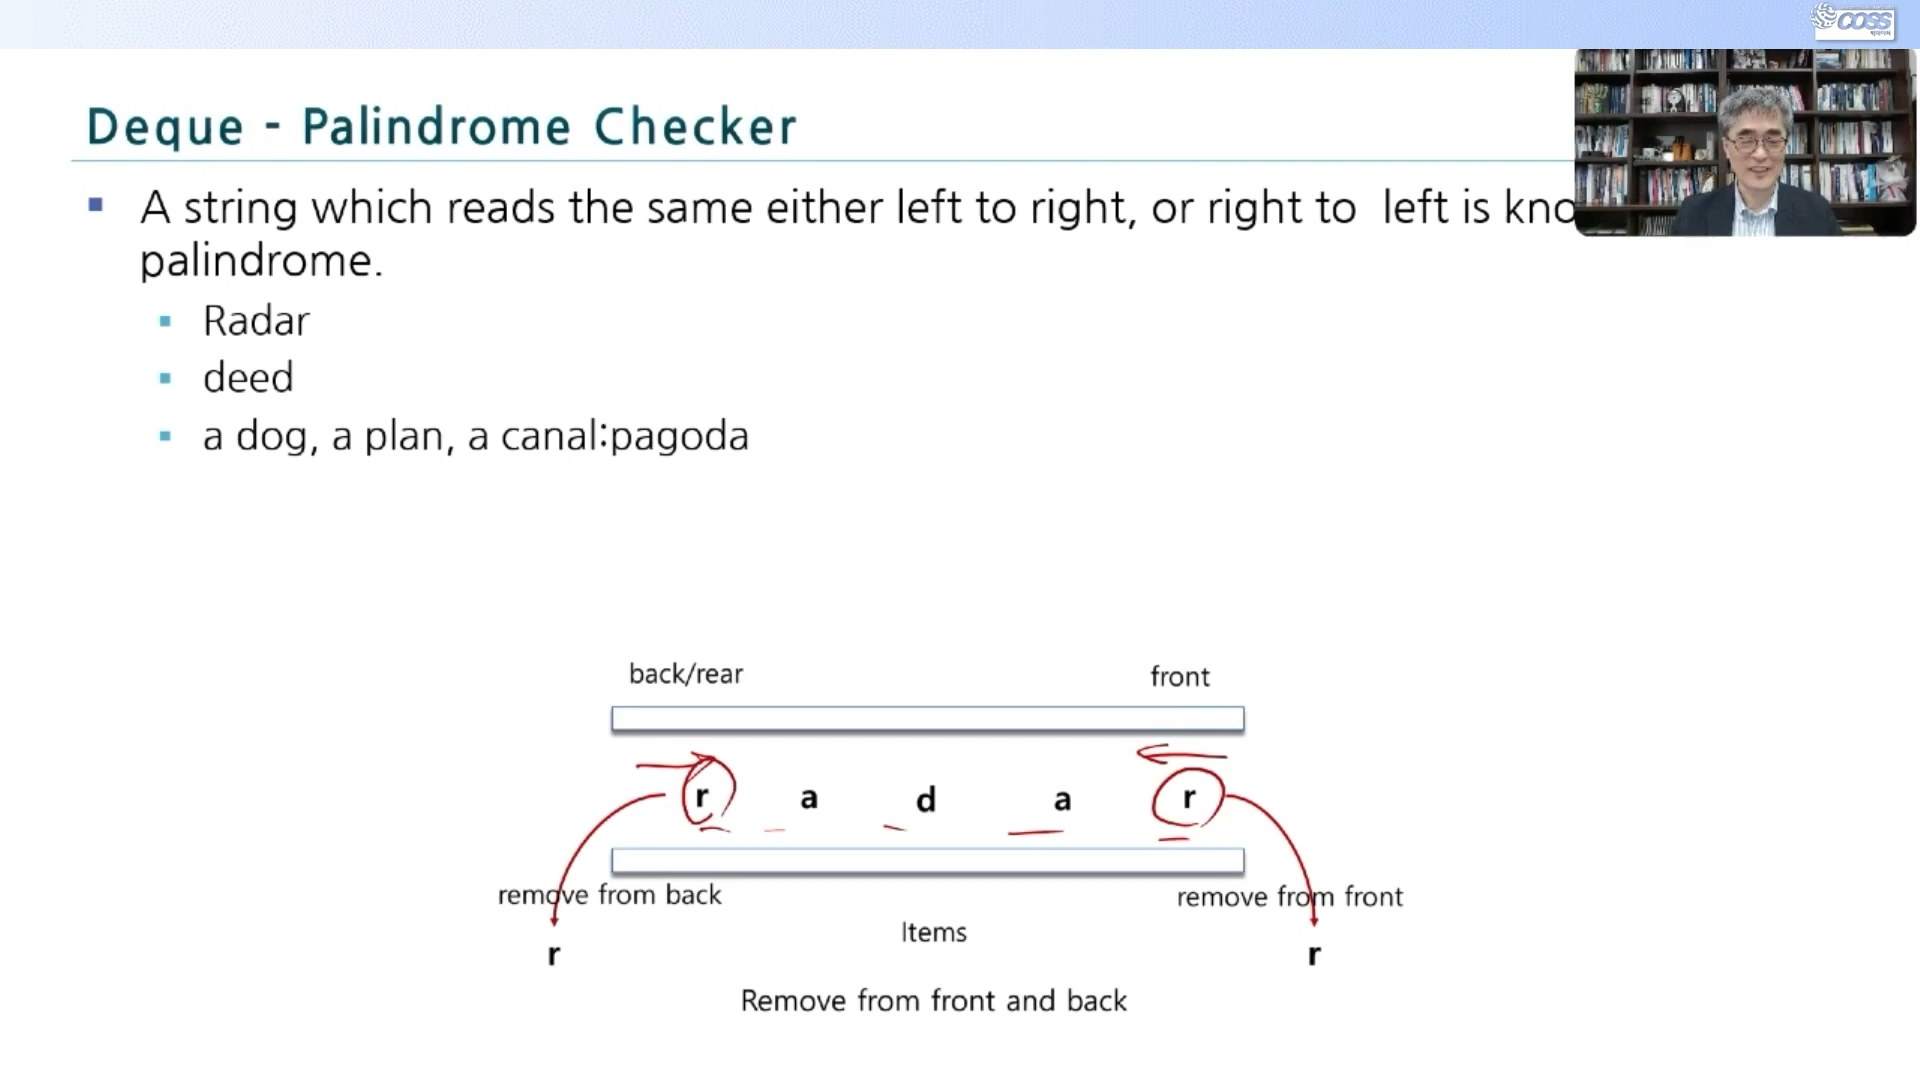 COSS
Deque - Palindrome Checker
A string which reads the same either left to right, or right to left is kno
palindrome.
Radar
deed
a dog, a plan, a canal:pagoda
back/rear front
r a d a r
remove from back remove from front
Items
r r
Remove from front and back